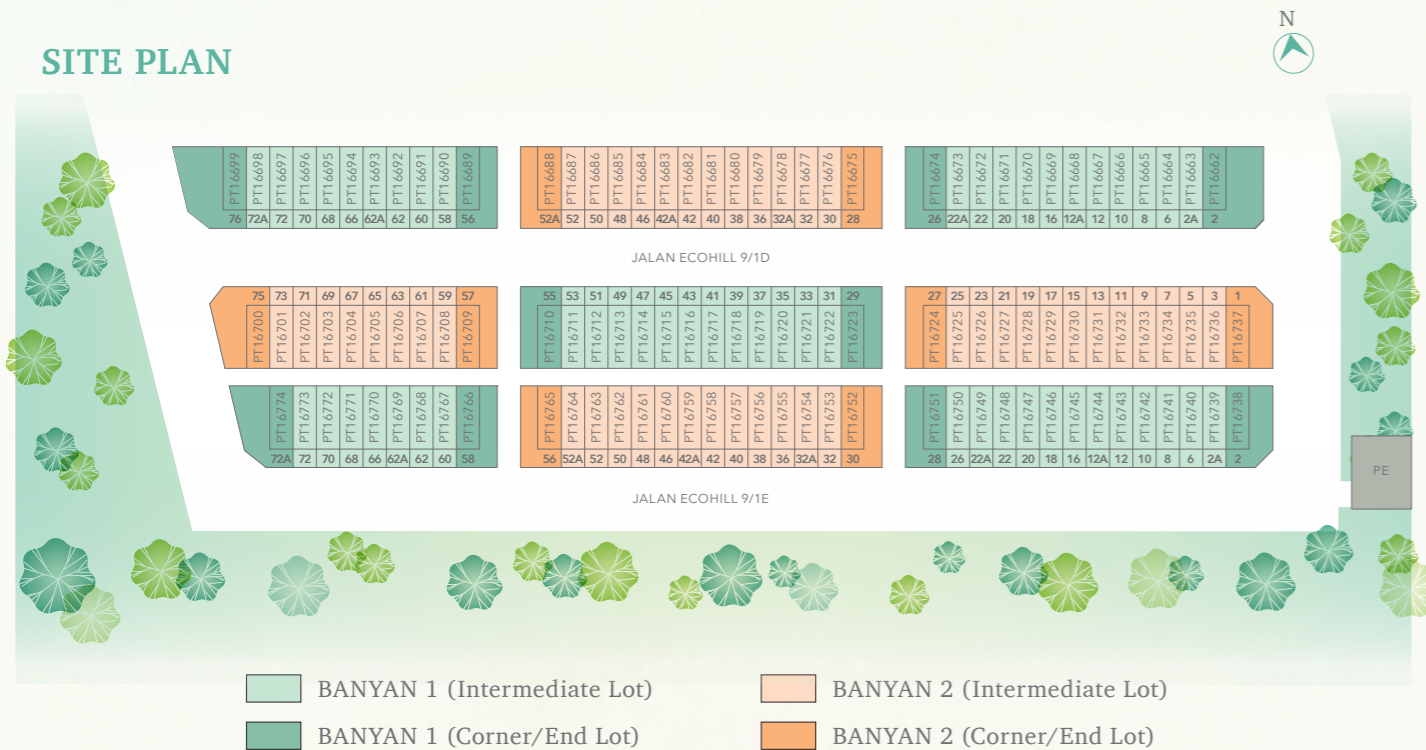 N
SITE PLAN
PT16699 PT16698 PT16697 PT16696 PT16695 PT16694 PT16693 PT16692 PT16691 PT16690 PT16689
76 72A 72 70 68 66 62A 62 60 58 56
PT16688 PT16687 PT16686 PT16685 PT16684 PT16683 PT16682 PT16681 PT16680 PT16679 PT16678 PT16677 PT16676 PT16675
52A 52 50 48 46 42A 42 40 38 36 32A 32 30 28
PT16674 PT16673 PT16672 PT16671 PT16670 PT16669 PT16668 PT16667 PT16666 PT16665 PT16664 PT16663 PT16662
26 22A 22 20 18 16 12A 12 10 8 6 2A 2
JALAN ECOHILL 9/1D
75 73 71 69 67 65 63 61 59 57
PT16700 PT16701 PT16702 PT16703 PT16704 PT16705 PT16706 PT16707 PT16708 PT16709
55 53 51 49 47 45 43 41 39 37 35 33 31 29
PT16710 PT16711 PT16712 PT16713 PT16714 PT16715 PT16716 PT16717 PT16718 PT16719 PT16720 PT16721 PT16722 PT16723
27 25 23 21 19 17 15 13 11 9 7 5 3 1
PT16724 PT16725 PT16726 PT16727 PT16728 PT16729 PT16730 PT16731 PT16732 PT16733 PT16734 PT16735 PT16736 PT16737
PT16774 PT16773 PT16772 PT16771 PT16770 PT16769 PT16768 PT16767 PT16766
72A 72 70 68 66 62A 62 60 58
PT16765 PT16764 PT16763 PT16762 PT16761 PT16760 PT16759 PT16758 PT16757 PT16756 PT16755 PT16754 PT16753 PT16752
56 52A 52 50 48 46 42A 42 40 38 36 32A 32 30
PT16751 PT16750 PT16749 PT16748 PT16747 PT16746 PT16745 PT16744 PT16743 PT16742 PT16741 PT16740 PT16739 PT16738
28 26 22A 22 20 18 16 12A 12 10 8 6 2A 2
PE
JALAN ECOHILL 9/1E
BANYAN 1 (Intermediate Lot)
BANYAN 2 (Intermediate Lot)
BANYAN 1 (Corner/End Lot)
BANYAN 2 (Corner/End Lot)